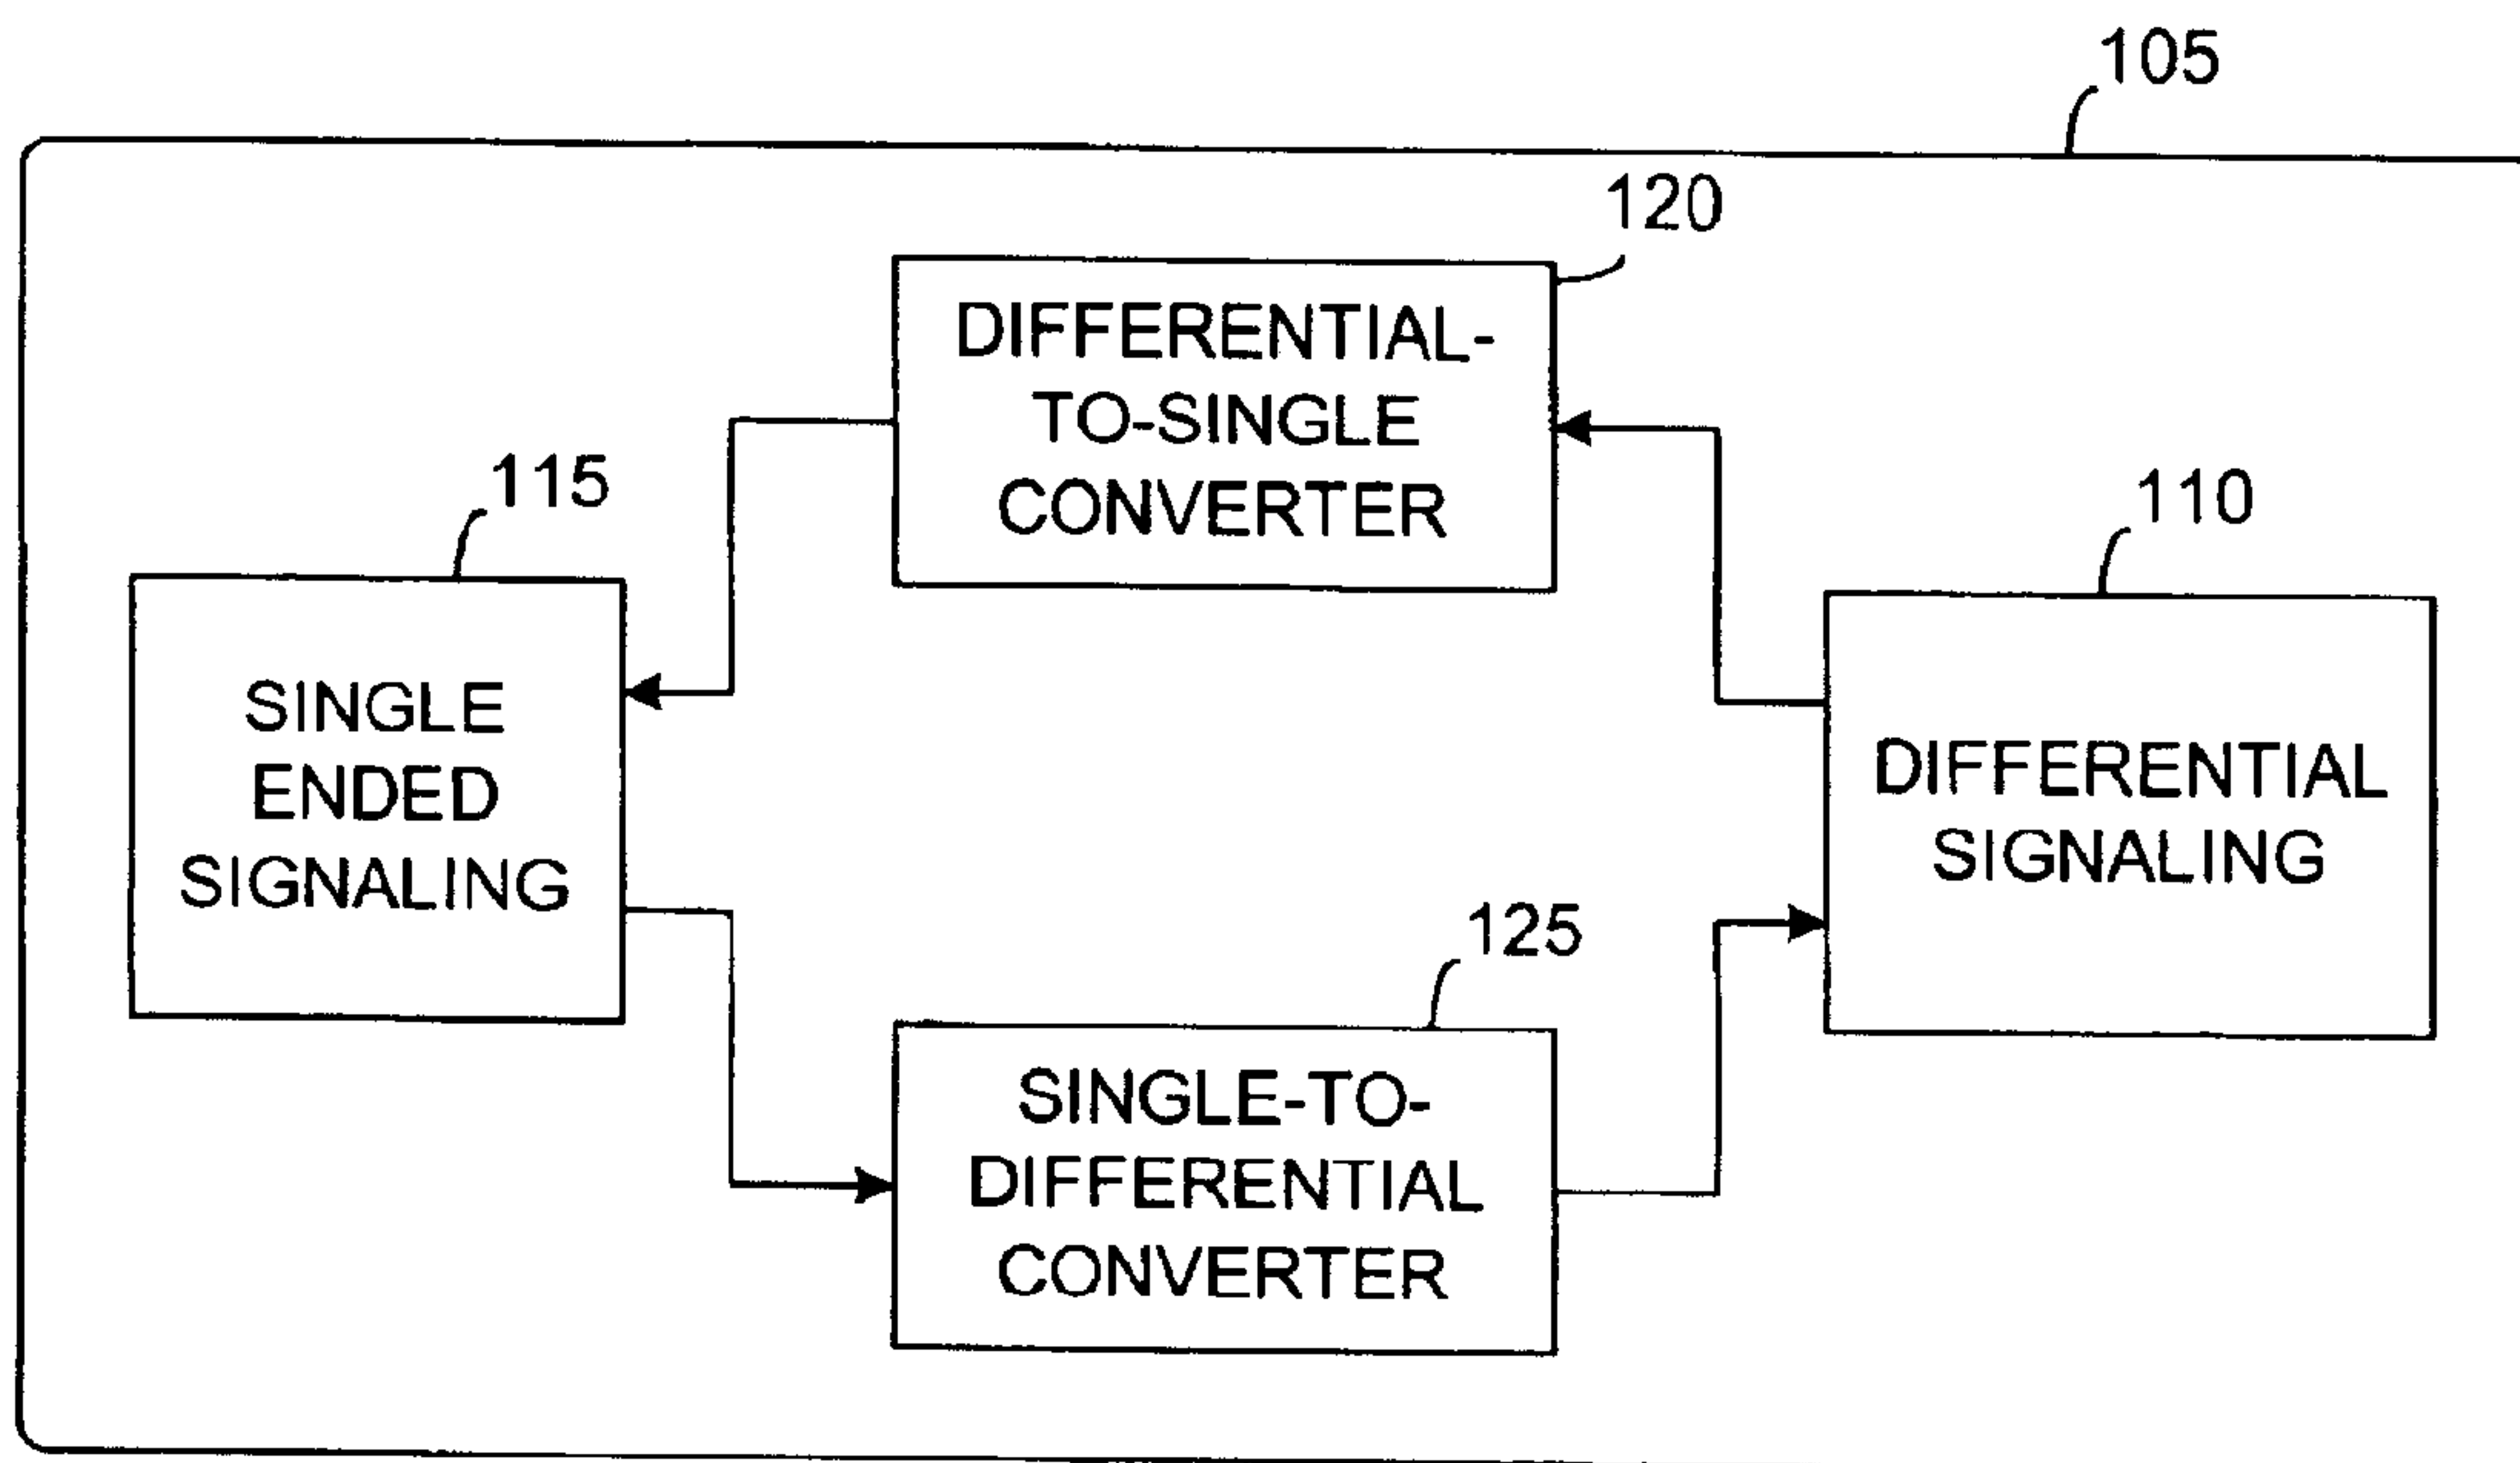 105
120
DIFFERENTIAL-
TO-SINGLE
CONVERTER
115
110
SINGLE
ENDED
SIGNALING
DIFFERENTIAL
SIGNALING
125
SINGLE-TO-
DIFFERENTIAL
CONVERTER